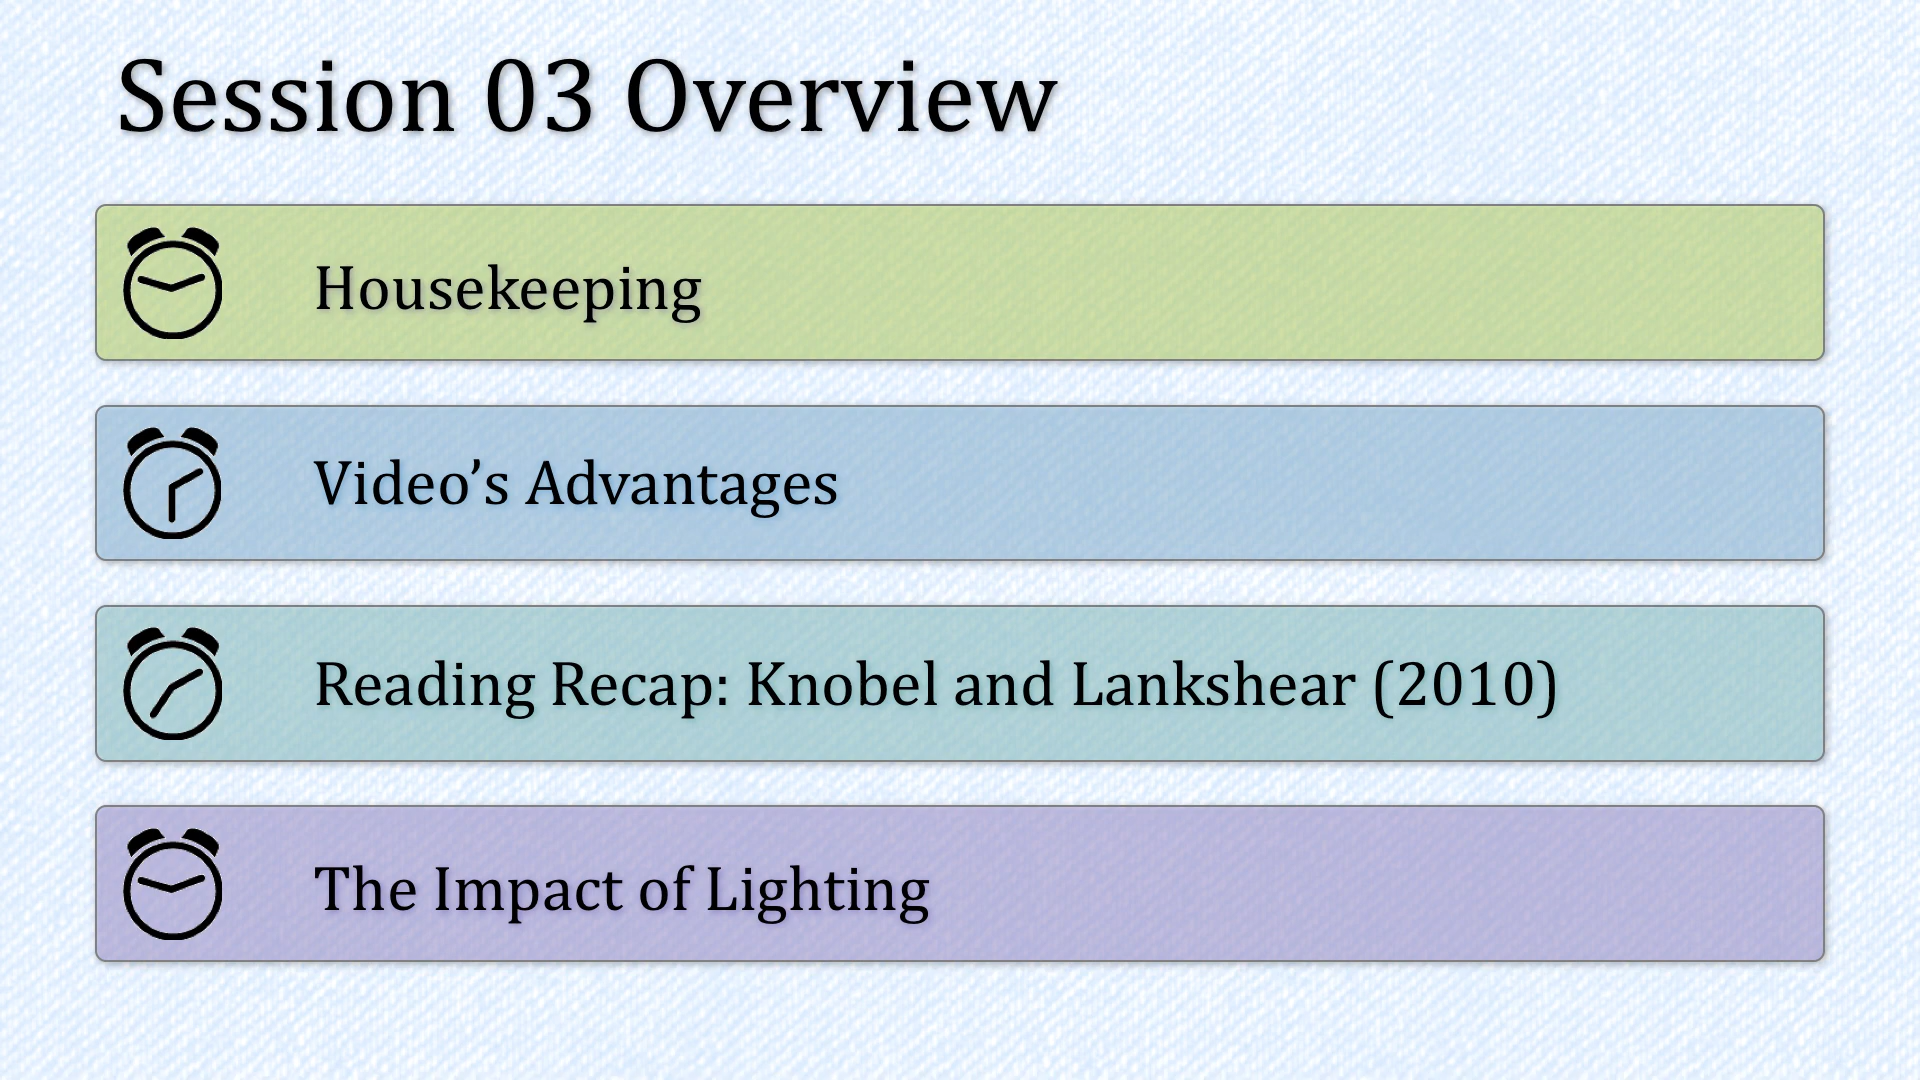 Session 03 Overview
Housekeeping
Video’s Advantages
Reading Recap: Knobel and Lankshear (2010)
The Impact of Lighting